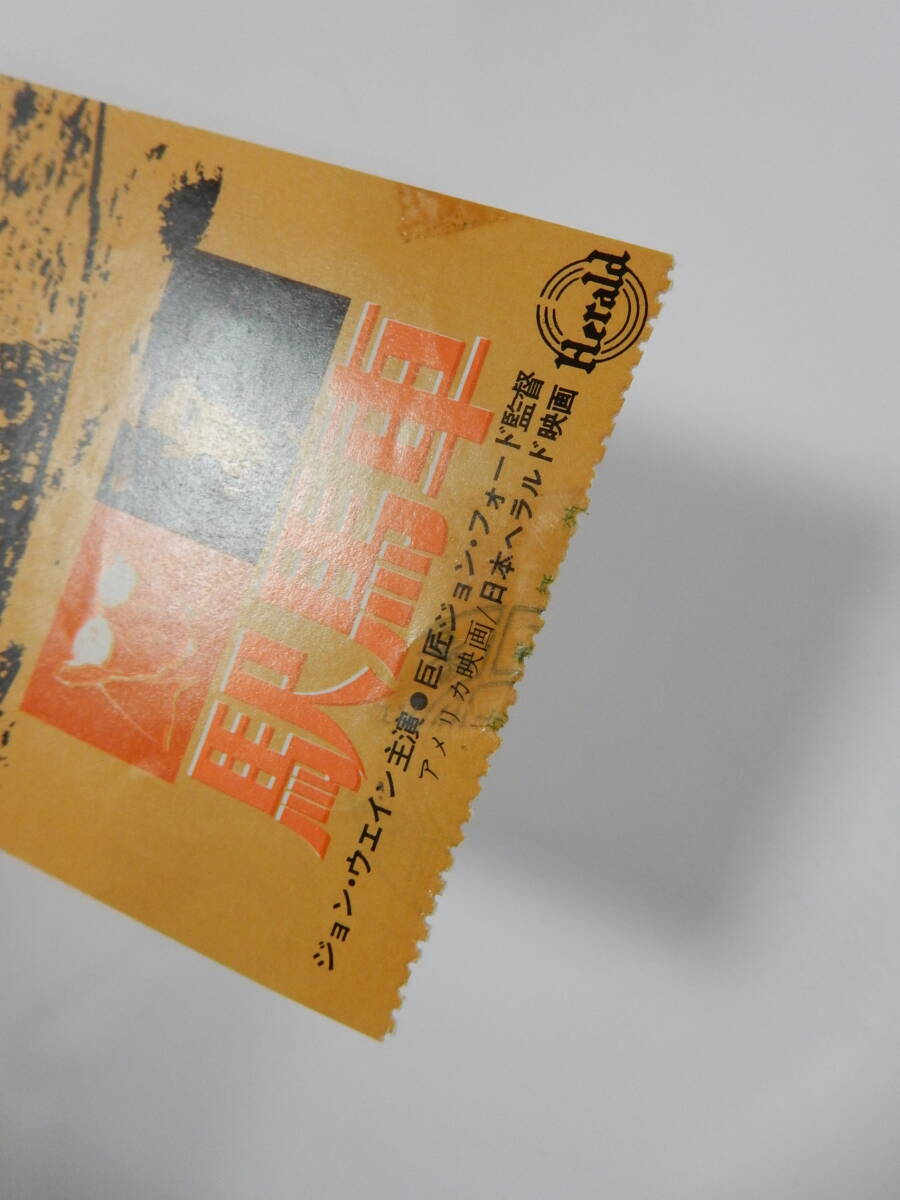 駅馬車
ジョン・ウエイン主演●巨匠ジョン・フォード監督
アメリカ映画/日本ヘラルド映画
Herald